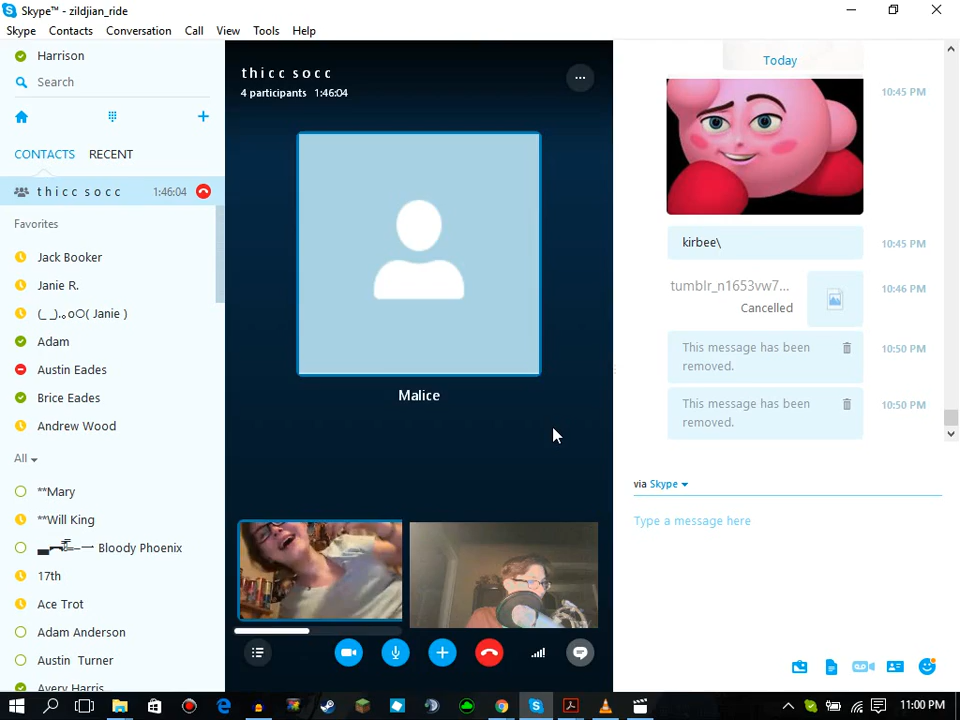 Skype™ - zildjian_ride
Skype Contacts Conversation Call View Tools Help
Harrison
Search
CONTACTS RECENT
t h i c c s o c c 1:46:04
Favorites
Jack Booker
Janie R.
(_ _).｡o○( Janie )
Adam
Austin Eades
Brice Eades
Andrew Wood
All
**Mary
**Will King
▄︻̷̿┻̿═━一 Bloody Phoenix
17th
Ace Trot
Adam Anderson
Austin Turner
Avery Harris
t h i c c s o c c
4 participants 1:46:04
Malice
Today
10:45 PM
kirbee\
10:45 PM
tumblr_n1653vw7...
Cancelled
10:46 PM
This message has been
removed.
10:50 PM
This message has been
removed.
10:50 PM
via Skype
Type a message here
11:00 PM